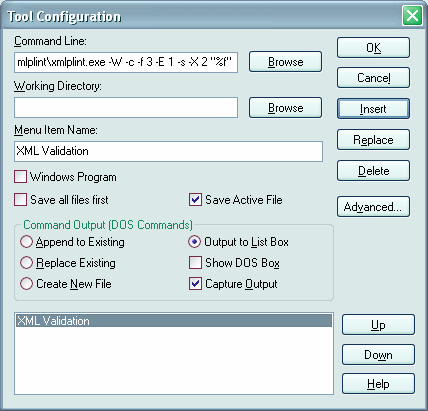 Tool Configuration
Command Line:
mlplint\xmlplint.exe -W -c -f 3 -E 1 -s -X 2 "%f"
Browse
OK
Cancel
Working Directory:
Browse
Insert
Menu Item Name:
XML Validation
Replace
Windows Program
Delete
Save all files first
Save Active File
Advanced...
Command Output (DOS Commands)
Append to Existing
Output to List Box
Replace Existing
Show DOS Box
Create New File
Capture Output
XML Validation
Up
Down
Help